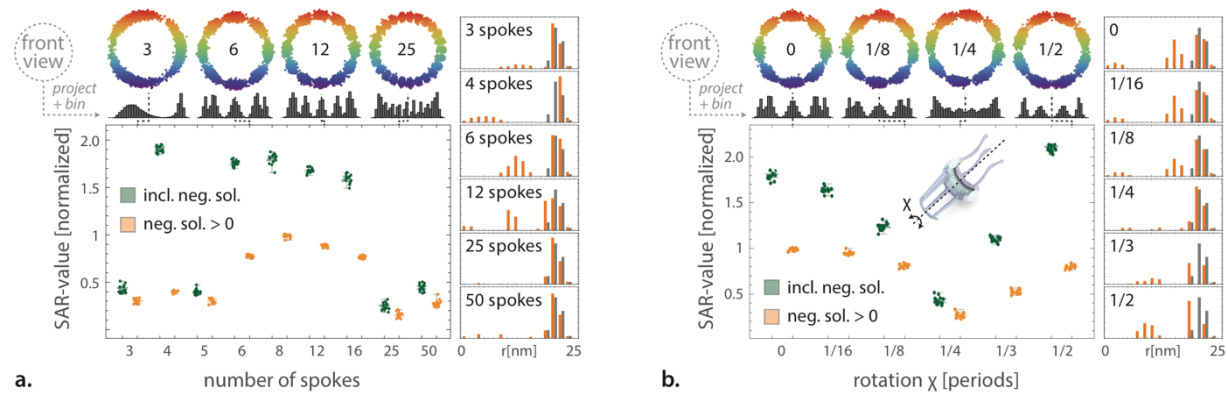 front
view
project
+ bin
3
6
12
25
SAR-value [normalized]
2.0
1.5
1
0.5
incl. neg. sol.
neg. sol. > 0
3 4 5 6 8 12 16 25 50
number of spokes
a.
3 spokes
4 spokes
6 spokes
12 spokes
25 spokes
50 spokes
0 r[nm] 25
front
view
project
+ bin
0
1/8
1/4
1/2
SAR-value [normalized]
2.0
1.5
1
0.5
χ
incl. neg. sol.
neg. sol. > 0
0 1/16 1/8 1/4 1/3 1/2
rotation χ [periods]
b.
0
1/16
1/8
1/4
1/3
1/2
0 r[nm] 25